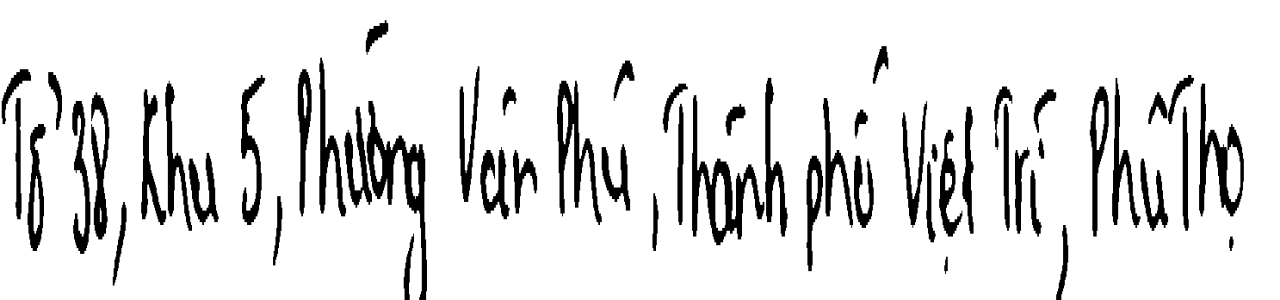 Tổ 38, Khu 5, Phường Vân Phú, Thành phố Việt Trì, Phú Thọ